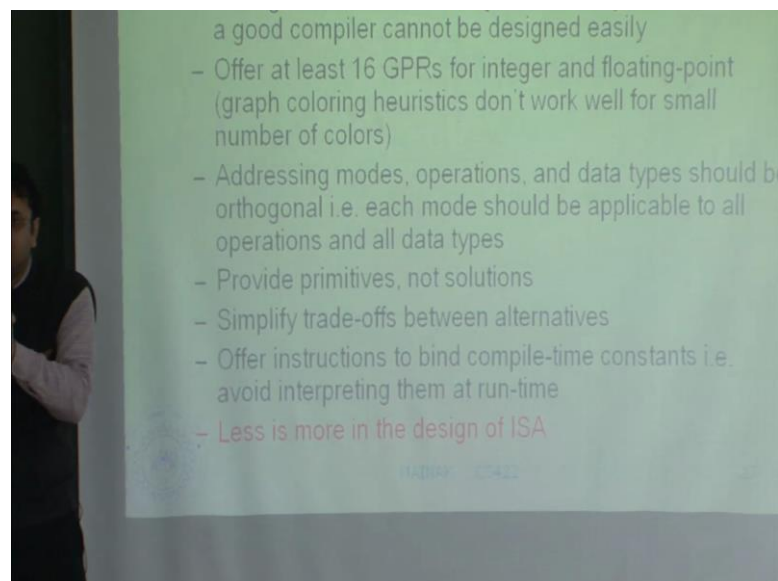 a good compiler cannot be designed easily
– Offer at least 16 GPRs for integer and floating-point
(graph coloring heuristics don't work well for small
number of colors)
– Addressing modes, operations, and data types should be
orthogonal i.e. each mode should be applicable to all
operations and all data types
– Provide primitives, not solutions
– Simplify trade-offs between alternatives
– Offer instructions to bind compile-time constants i.e.
avoid interpreting them at run-time
– Less is more in the design of ISA